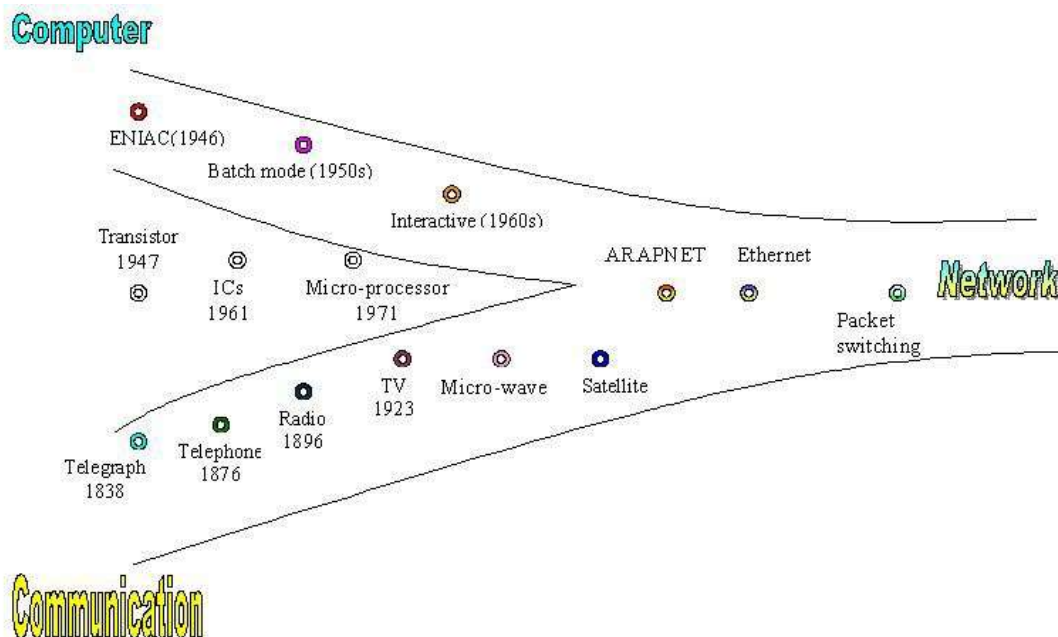 Computer
ENIAC(1946)
Batch mode (1950s)
Interactive (1960s)
Transistor
1947
ICs
1961
Micro-processor
1971
ARAPNET
Ethernet
Network
Packet
switching
TV
1923
Micro-wave
Satellite
Radio
1896
Telephone
1876
Telegraph
1838
Communication